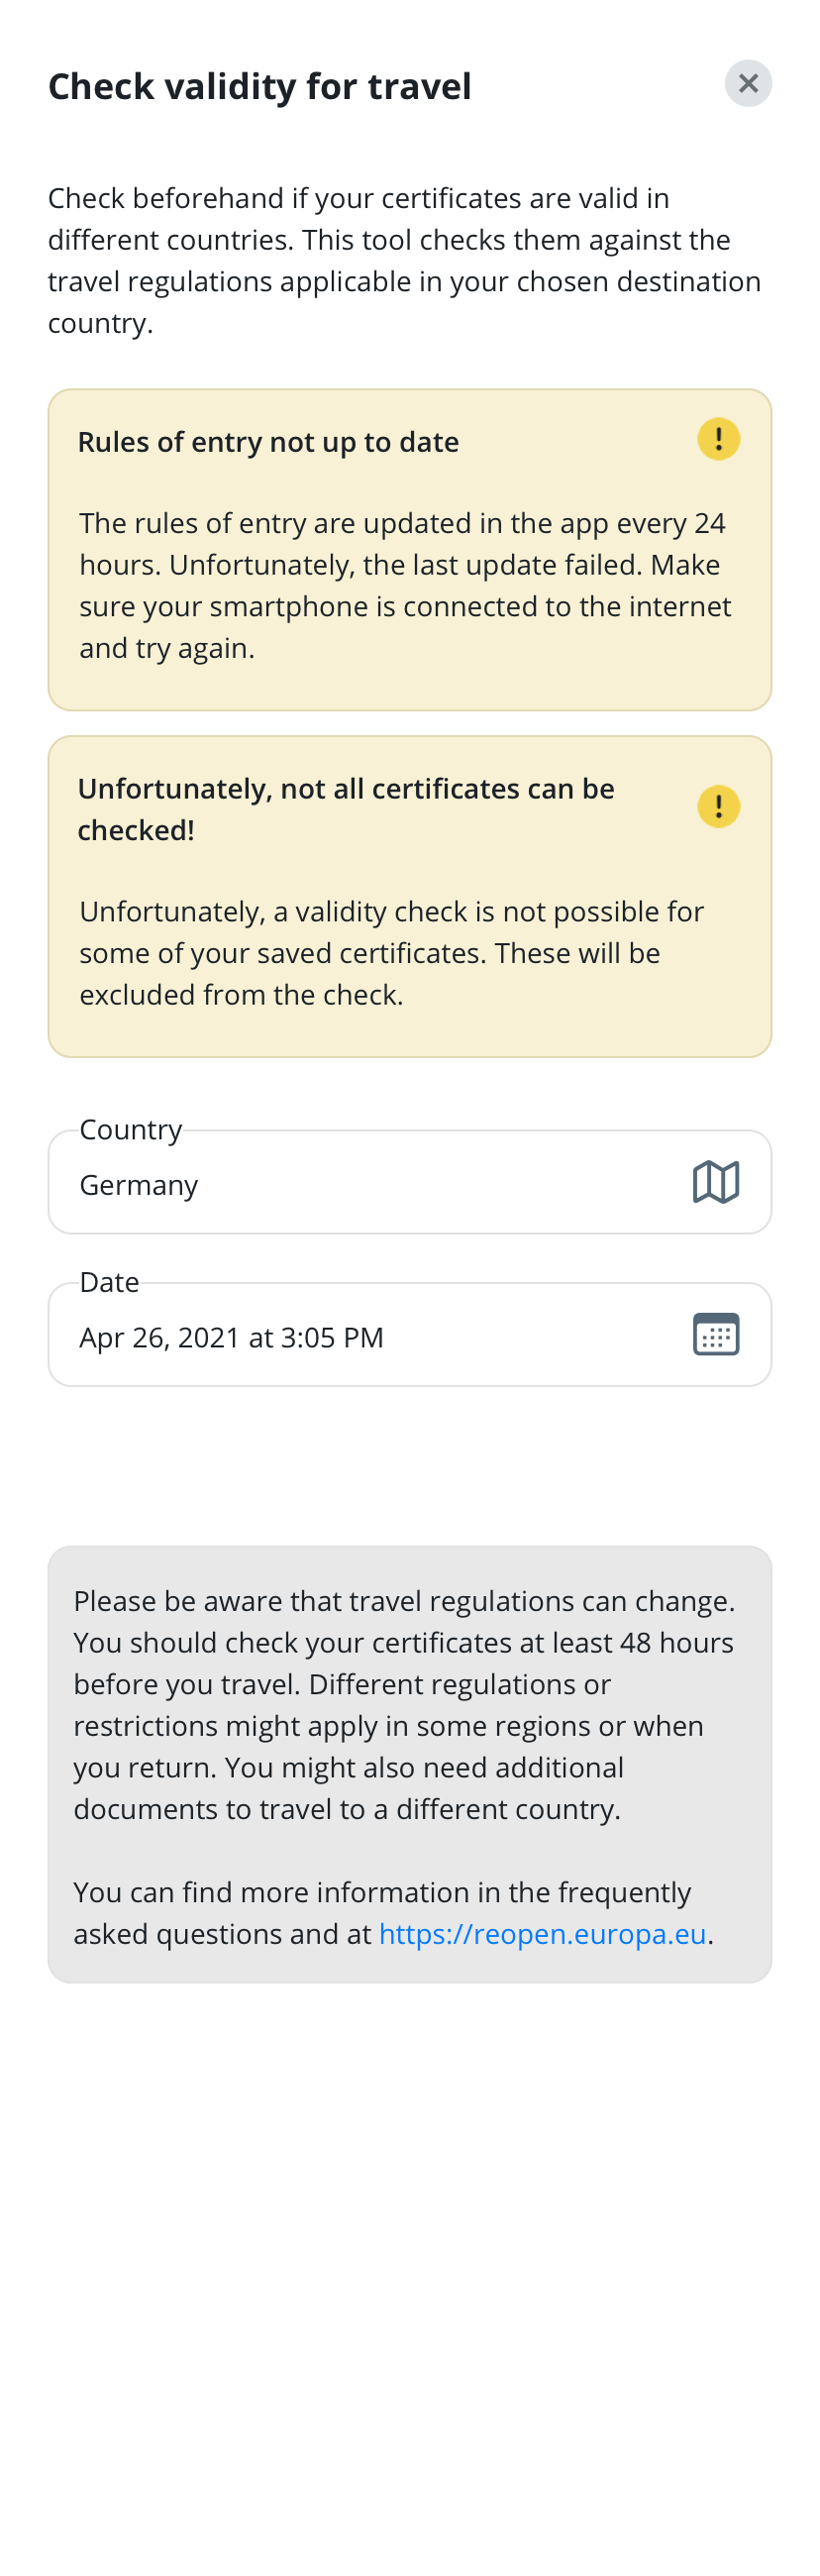 Check validity for travel
Check beforehand if your certificates are valid in
different countries. This tool checks them against the
travel regulations applicable in your chosen destination
country.
Rules of entry not up to date
The rules of entry are updated in the app every 24
hours. Unfortunately, the last update failed. Make
sure your smartphone is connected to the internet
and try again.
Unfortunately, not all certificates can be
checked!
Unfortunately, a validity check is not possible for
some of your saved certificates. These will be
excluded from the check.
Country
Germany
Date
Apr 26, 2021 at 3:05 PM
Please be aware that travel regulations can change.
You should check your certificates at least 48 hours
before you travel. Different regulations or
restrictions might apply in some regions or when
you return. You might also need additional
documents to travel to a different country.
You can find more information in the frequently
asked questions and at https://reopen.europa.eu.